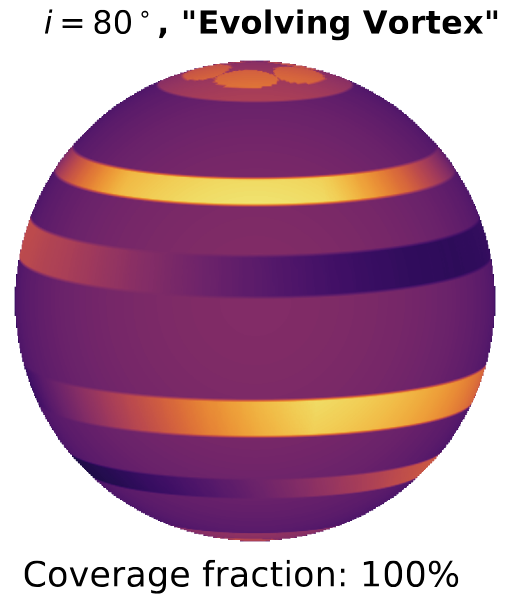 i = 80°, "Evolving Vortex"
Coverage fraction: 100%